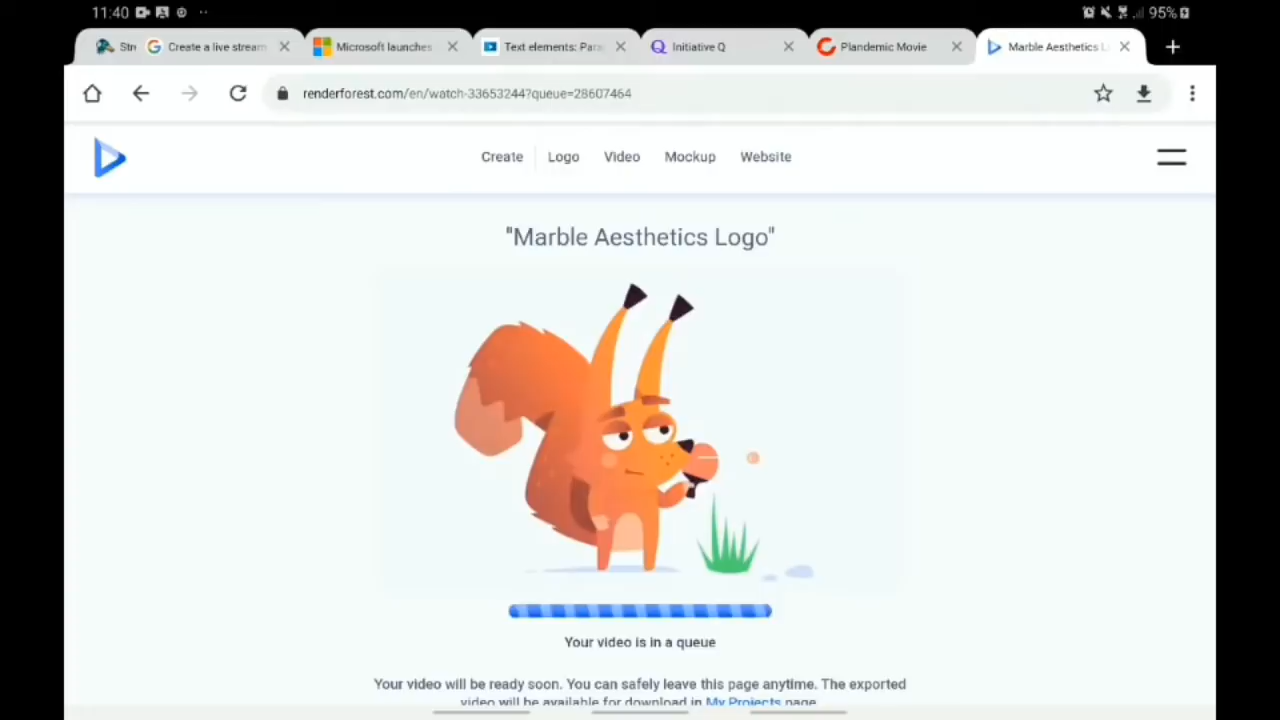 11:40 95%
Str Create a live stream Microsoft launches Text elements: Para Initiative Q Plandemic Movie Marble Aesthetics L
renderforest.com/en/watch-33653244?queue=28607464
Create Logo Video Mockup Website
"Marble Aesthetics Logo"
Your video is in a queue
Your video will be ready soon. You can safely leave this page anytime. The exported
video will be available for download in My Projects page.